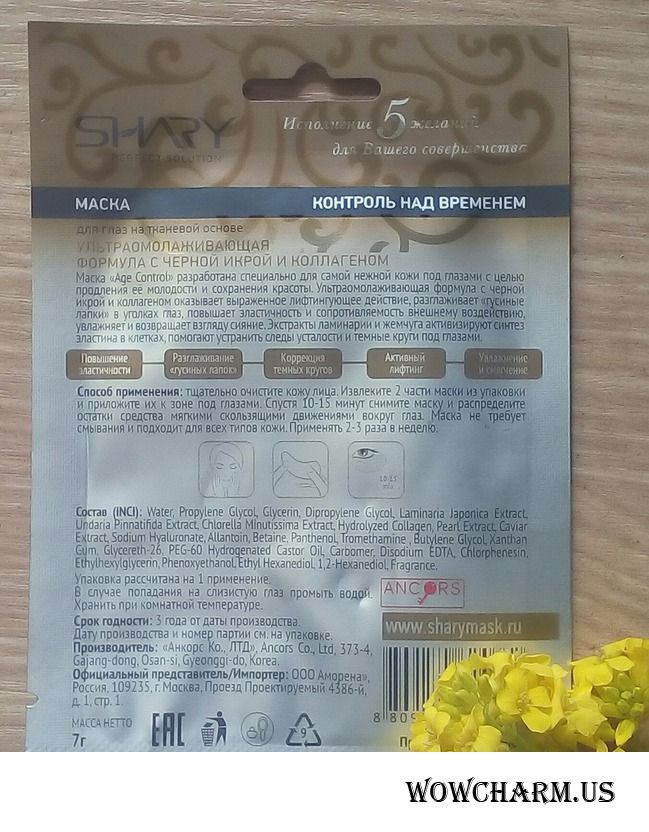 SHARY
PERFECT SOLUTION
Исполнение 5 желаний
для Вашего совершенства
МАСКА
КОНТРОЛЬ НАД ВРЕМЕНЕМ
для глаз на тканевой основе
УЛЬТРАОМОЛАЖИВАЮЩАЯ
ФОРМУЛА С ЧЕРНОЙ ИКРОЙ И КОЛЛАГЕНОМ
Маска «Age Control» разработана специально для самой нежной кожи под глазами с целью
продления ее молодости и сохранения красоты. Ультраомолаживающая формула с черной
икрой и коллагеном оказывает выраженное лифтингующее действие, разглаживает «гусиные
лапки» в уголках глаз, повышает эластичность и сопротивляемость внешнему воздействию,
увлажняет и возвращает взгляду сияние. Экстракты ламинарии и жемчуга активизируют синтез
эластина в клетках, помогают устранить следы усталости и темные круги под глазами.
Повышение эластичности
Разглаживание «гусиных лапок»
Коррекция темных кругов
Активный лифтинг
Увлажнение и смягчение
Способ применения: тщательно очистите кожу лица. Извлеките 2 части маски из упаковки
и приложите их к зоне под глазами. Спустя 10-15 минут снимите маску и распределите
остатки средства мягкими скользящими движениями вокруг глаз. Маска не требует
смывания и подходит для всех типов кожи. Применять 2-3 раза в неделю.
10-15
min
Состав (INCI): Water, Propylene Glycol, Glycerin, Dipropylene Glycol, Laminaria Japonica Extract,
Undaria Pinnatifida Extract, Chlorella Minutissima Extract, Hydrolyzed Collagen, Pearl Extract, Caviar
Extract, Sodium Hyaluronate, Allantoin, Betaine, Panthenol, Tromethamine , Butylene Glycol, Xanthan
Gum, Glycereth-26, PEG-60 Hydrogenated Castor Oil, Carbomer, Disodium EDTA, Chlorphenesin,
Ethylhexylglycerin, Phenoxyethanol, Ethyl Hexanediol, 1,2-Hexanediol, Fragrance.
Упаковка рассчитана на 1 применение.
В случае попадания на слизистую глаз промыть водой.
Хранить при комнатной температуре.
ANCORS
Срок годности: 3 года от даты производства.
Дату производства и номер партии см. на упаковке.
www.sharymask.ru
Производитель: «Анкорс Ко., ЛТД», Ancors Co., Ltd, 373-4,
Gajang-dong, Osan-si, Gyeonggi-do, Korea.
Официальный представитель/Импортер: ООО Аморена»,
Россия, 109235, г. Москва, Проезд Проектируемый 4386-й,
д. 1, стр. 1.
МАССА НЕТТО
7г
EAC
9
8 809
WOWCHARM.US